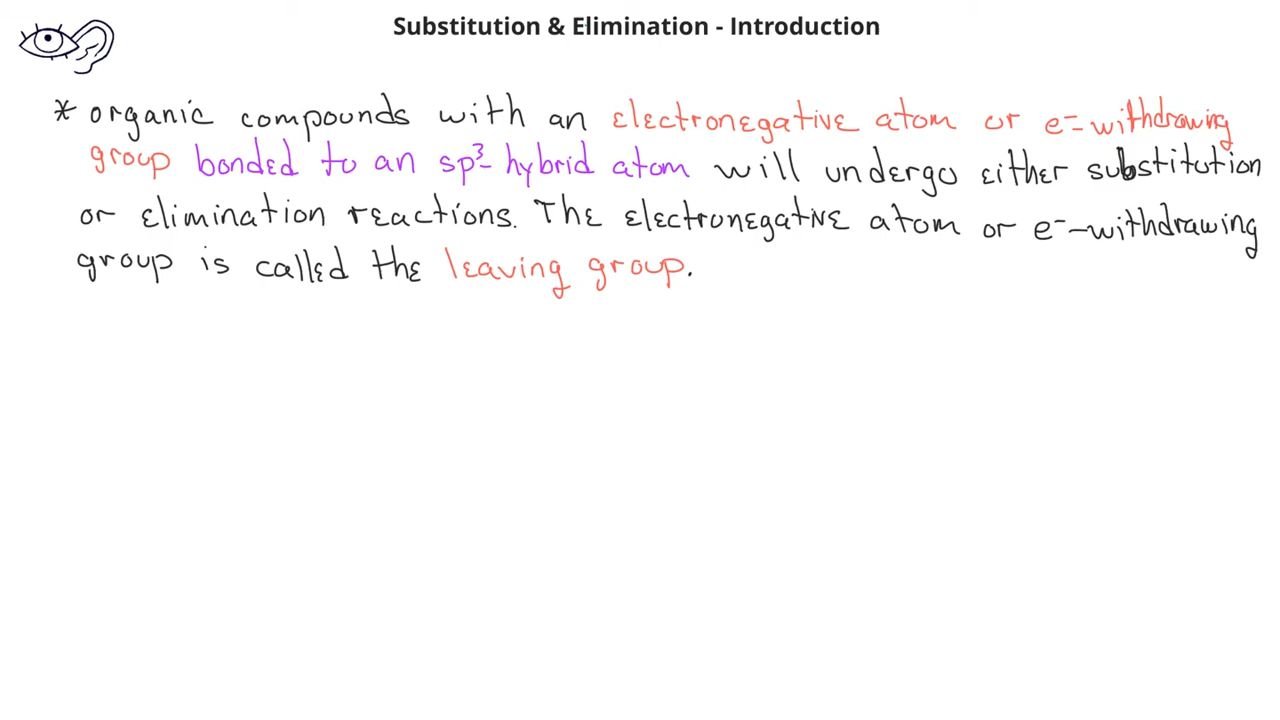 Substitution & Elimination - Introduction
* organic compounds with an electronegative atom or e⁻-withdrawing
group bonded to an sp³-hybrid atom will undergo either substitution
or elimination reactions. The electronegative atom or e⁻-withdrawing
group is called the leaving group.